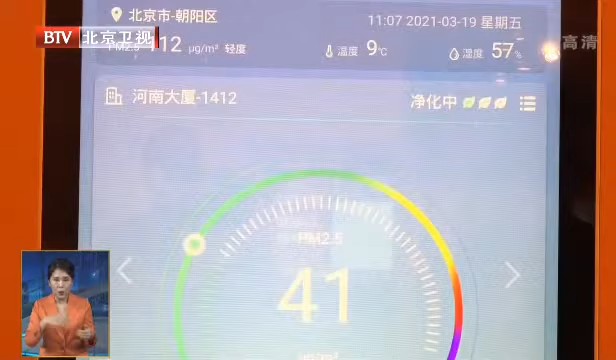 北京市-朝阳区
11:07 2021-03-19 星期五
BTV 北京卫视
高清
PM2.5 112 μg/m³ 轻度
温度 9℃
湿度 57%
河南大厦-1412
净化中
PM2.5
41